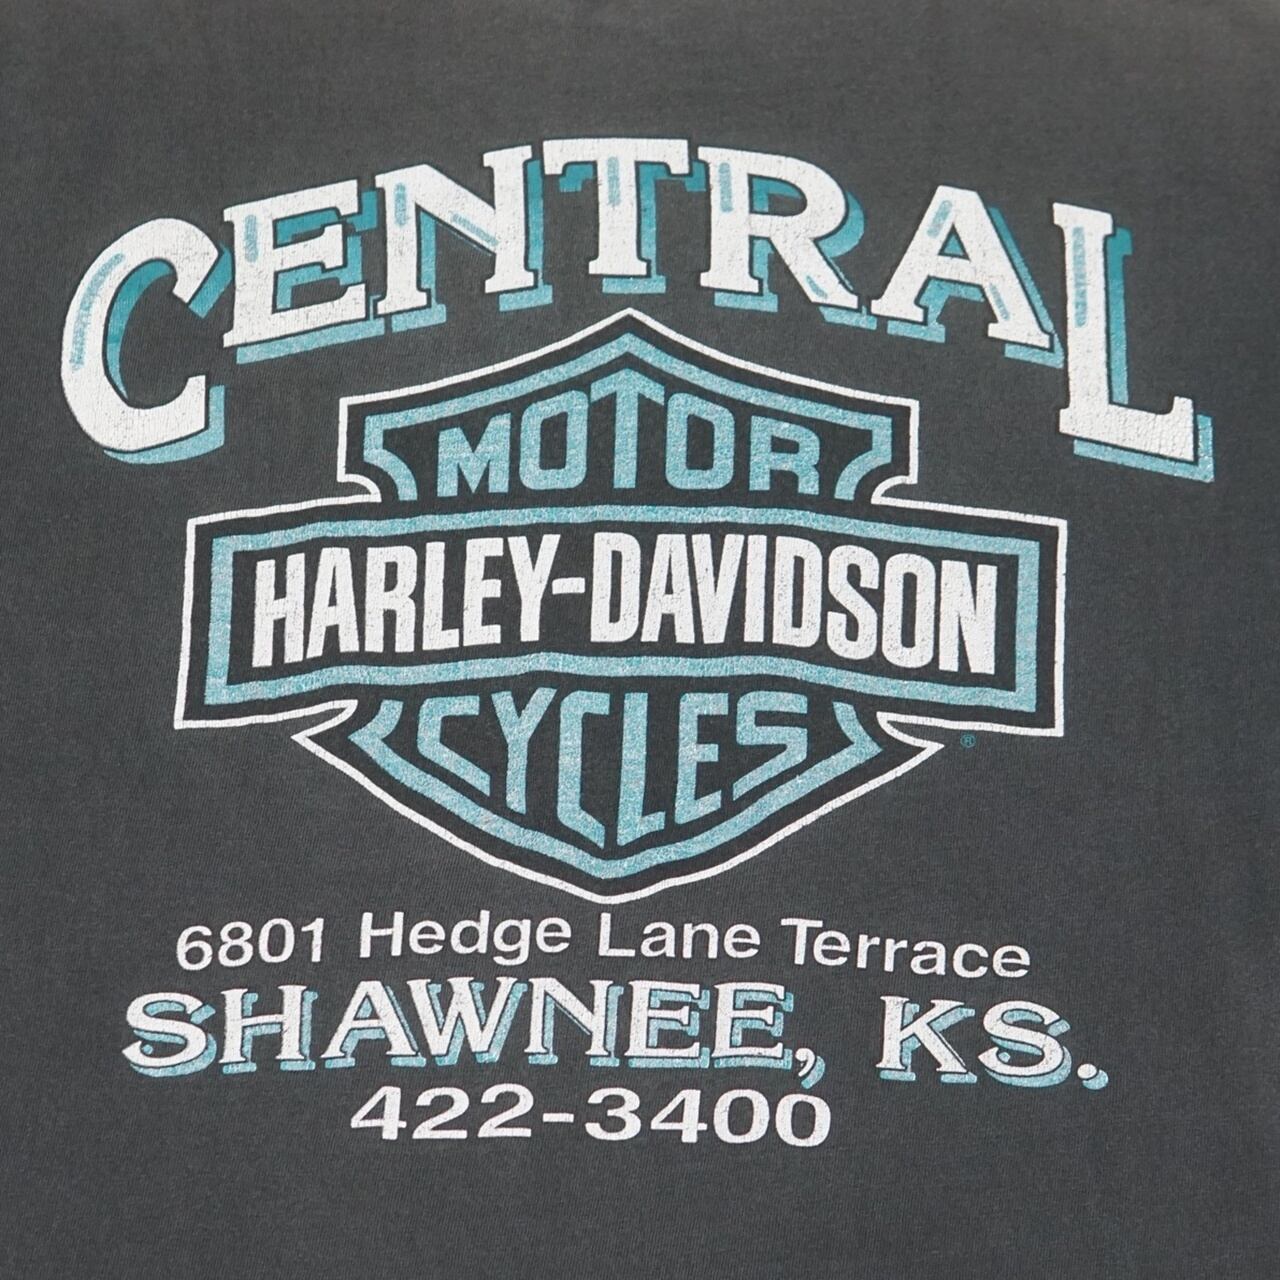 CENTRAL
MOTOR
HARLEY-DAVIDSON
CYCLES
®
6801 Hedge Lane Terrace
SHAWNEE, KS.
422-3400